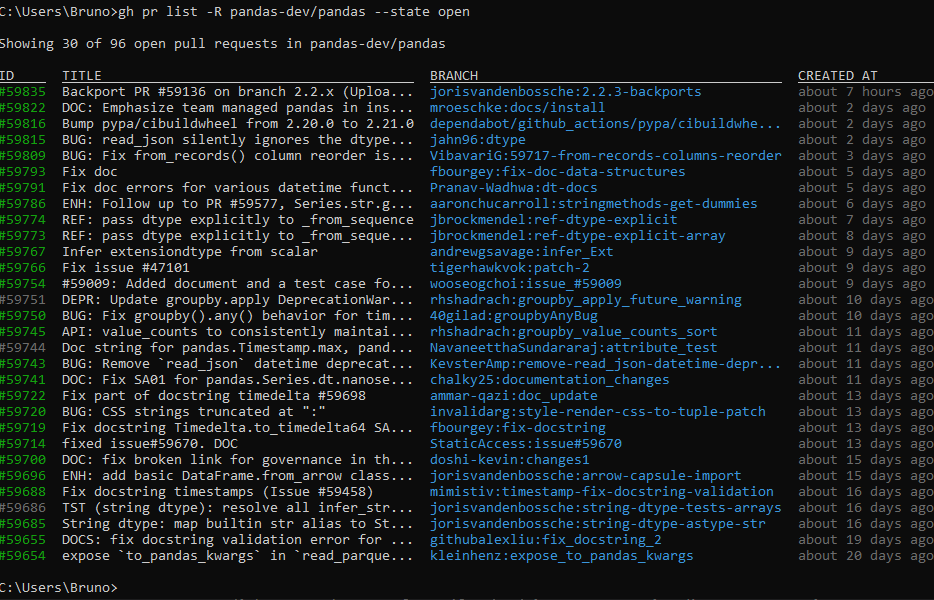 C:\Users\Bruno>gh pr list -R pandas-dev/pandas --state open
Showing 30 of 96 open pull requests in pandas-dev/pandas
ID TITLE BRANCH CREATED AT
#59835 Backport PR #59136 on branch 2.2.x (Uploa... jorisvandenbossche:2.2.3-backports about 7 hours ago
#59822 DOC: Emphasize team managed pandas in ins... mroeschke:docs/install about 2 days ago
#59816 Bump pypa/cibuildwheel from 2.20.0 to 2.21.0 dependabot/github_actions/pypa/cibuildwhe... about 2 days ago
#59815 BUG: read_json silently ignores the dtype... jahn96:dtype about 2 days ago
#59809 BUG: Fix from_records() column reorder is... VibavariG:59717-from-records-columns-reorder about 3 days ago
#59793 Fix doc fbourgey:fix-doc-data-structures about 5 days ago
#59791 Fix doc errors for various datetime funct... Pranav-Wadhwa:dt-docs about 5 days ago
#59786 ENH: Follow up to PR #59577, Series.str.g... aaronchucarroll:stringmethods-get-dummies about 6 days ago
#59774 REF: pass dtype explicitly to _from_sequence jbrockmendel:ref-dtype-explicit about 7 days ago
#59773 REF: pass dtype explicitly to _from_seque... jbrockmendel:ref-dtype-explicit-array about 8 days ago
#59767 Infer extensiondtype from scalar andrewgsavage:infer_Ext about 9 days ago
#59766 Fix issue #47101 tigerhawkvok:patch-2 about 9 days ago
#59754 #59009: Added document and a test case fo... wooseogchoi:issue_#59009 about 9 days ago
#59751 DEPR: Update groupby.apply DeprecationWar... rhshadrach:groupby_apply_future_warning about 10 days ago
#59750 BUG: Fix groupby().any() behavior for tim... 40gilad:groupbyAnyBug about 10 days ago
#59745 API: value_counts to consistently maintai... rhshadrach:groupby_value_counts_sort about 11 days ago
#59744 Doc string for pandas.Timestamp.max, pand... NavaneetthaSundararaj:attribute_test about 11 days ago
#59743 BUG: Remove `read_json` datetime deprecat... KevsterAmp:remove-read_json-datetime-depr... about 11 days ago
#59741 DOC: Fix SA01 for pandas.Series.dt.nanose... chalky25:documentation_changes about 11 days ago
#59722 Fix part of docstring timedelta #59698 ammar-qazi:doc_update about 13 days ago
#59720 BUG: CSS strings truncated at ":" invalidarg:style-render-css-to-tuple-patch about 13 days ago
#59719 Fix docstring Timedelta.to_timedelta64 SA... fbourgey:fix-docstring about 13 days ago
#59714 fixed issue#59670. DOC StaticAccess:issue#59670 about 13 days ago
#59700 DOC: fix broken link for governance in th... doshi-kevin:changes1 about 15 days ago
#59696 ENH: add basic DataFrame.from_arrow class... jorisvandenbossche:arrow-capsule-import about 15 days ago
#59688 Fix docstring timestamps (Issue #59458) mimistiv:timestamp-fix-docstring-validation about 16 days ago
#59686 TST (string dtype): resolve all infer_str... jorisvandenbossche:string-dtype-tests-arrays about 16 days ago
#59685 String dtype: map builtin str alias to St... jorisvandenbossche:string-dtype-astype-str about 16 days ago
#59655 DOCS: fix docstring validation error for ... githubalexliu:fix_docstring_2 about 19 days ago
#59654 expose `to_pandas_kwargs` in `read_parque... kleinhenz:expose_to_pandas_kwargs about 20 days ago
C:\Users\Bruno>